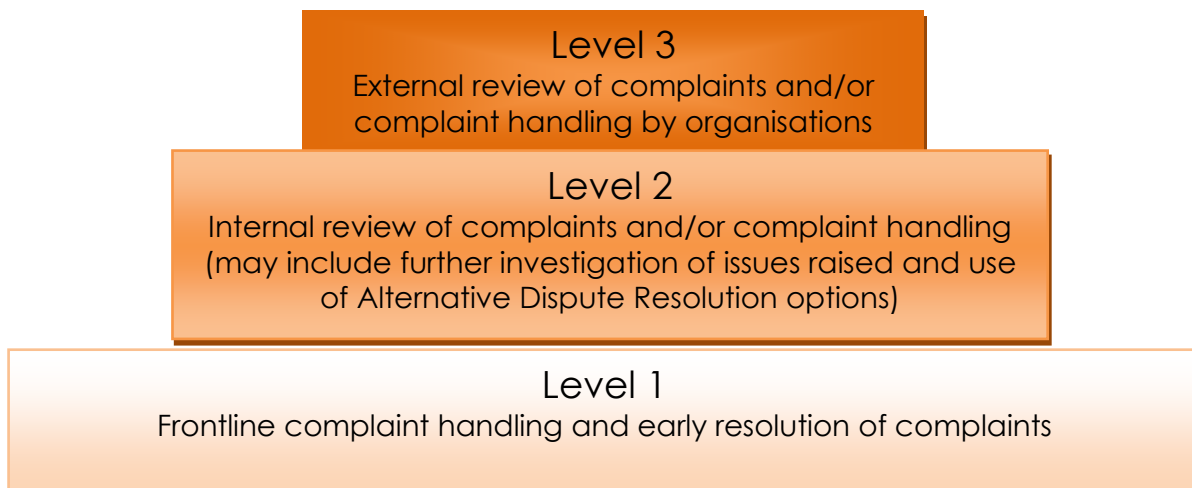 Level 3
External review of complaints and/or
complaint handling by organisations
Level 2
Internal review of complaints and/or complaint handling
(may include further investigation of issues raised and use
of Alternative Dispute Resolution options)
Level 1
Frontline complaint handling and early resolution of complaints